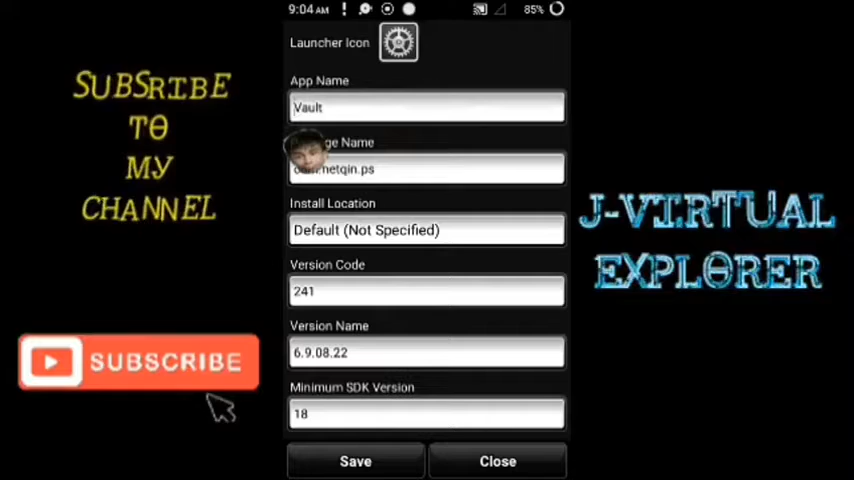 9:04 AM
85%
Launcher Icon
App Name
Vault
ge Name
netqin.ps
Install Location
Default (Not Specified)
Version Code
241
Version Name
6.9.08.22
Minimum SDK Version
18
Save
Close
SUBSRIBE
TO
MY
CHANNEL
SUBSCRIBE
J-VIRTUAL
EXPLORER